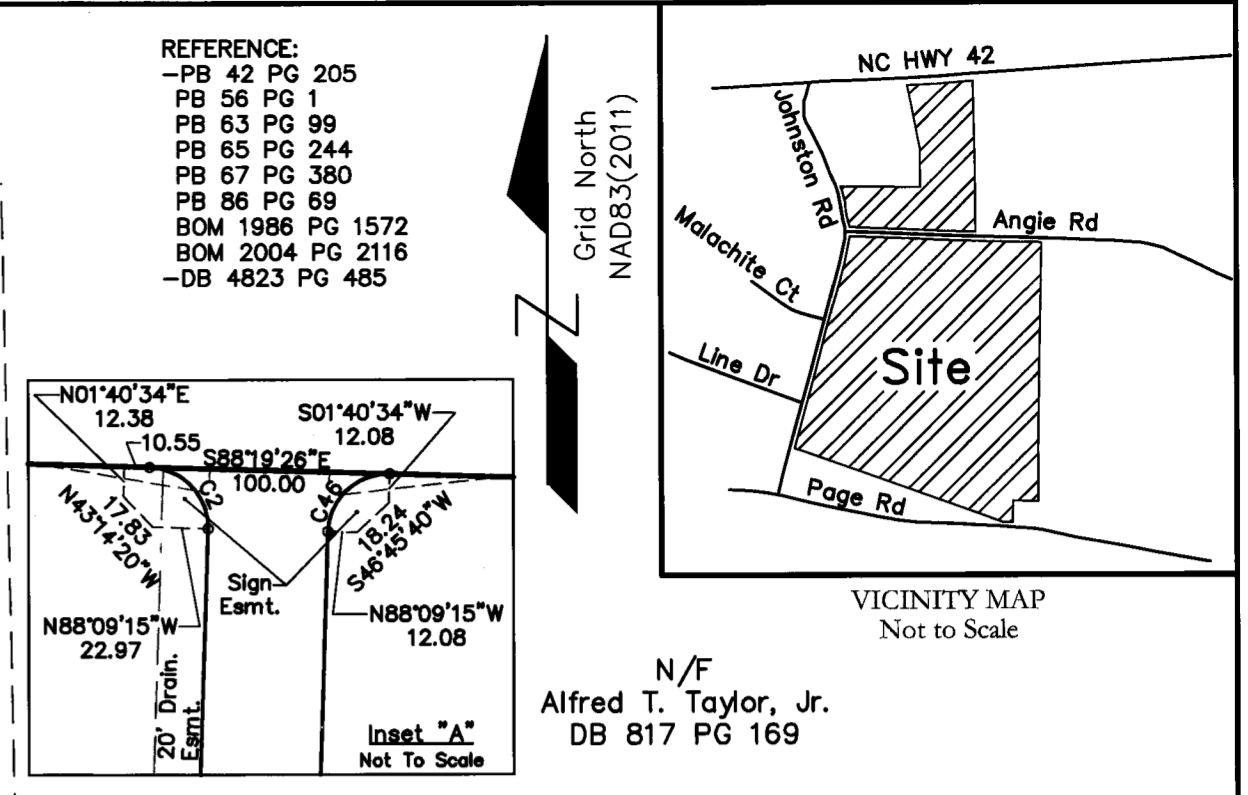 REFERENCE:
-PB 42 PG 205
PB 56 PG 1
PB 63 PG 99
PB 65 PG 244
PB 67 PG 380
PB 86 PG 69
BOM 1986 PG 1572
BOM 2004 PG 2116
-DB 4823 PG 485
Grid North
NAD83(2011)
NC HWY 42
Johnston Rd
Angie Rd
Malachite Ct
Line Dr
Site
Page Rd
VICINITY MAP
Not to Scale
N01°40'34"E
12.38
10.55
S01°40'34"W
12.08
S88°19'26"E
100.00
C2
C46
17.83
N43°14'20"W
18.24
S46°45'40"W
Sign
Esmt.
N88°09'15"W
22.97
N88°09'15"W
12.08
20' Drain.
Esmt.
Inset "A"
Not To Scale
N/F
Alfred T. Taylor, Jr.
DB 817 PG 169